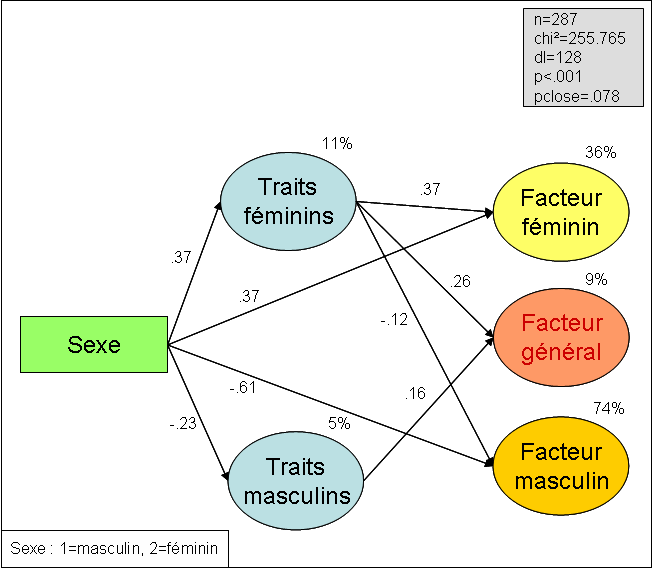 n=287
chi²=255.765
dl=128
p<.001
pclose=.078
11%
36%
Traits
féminins
.37
Facteur
féminin
.37
.37
9%
.26
Facteur
général
-.12
Sexe
-.61
.16
-.23
5%
74%
Traits
masculins
Facteur
masculin
Sexe : 1=masculin, 2=féminin